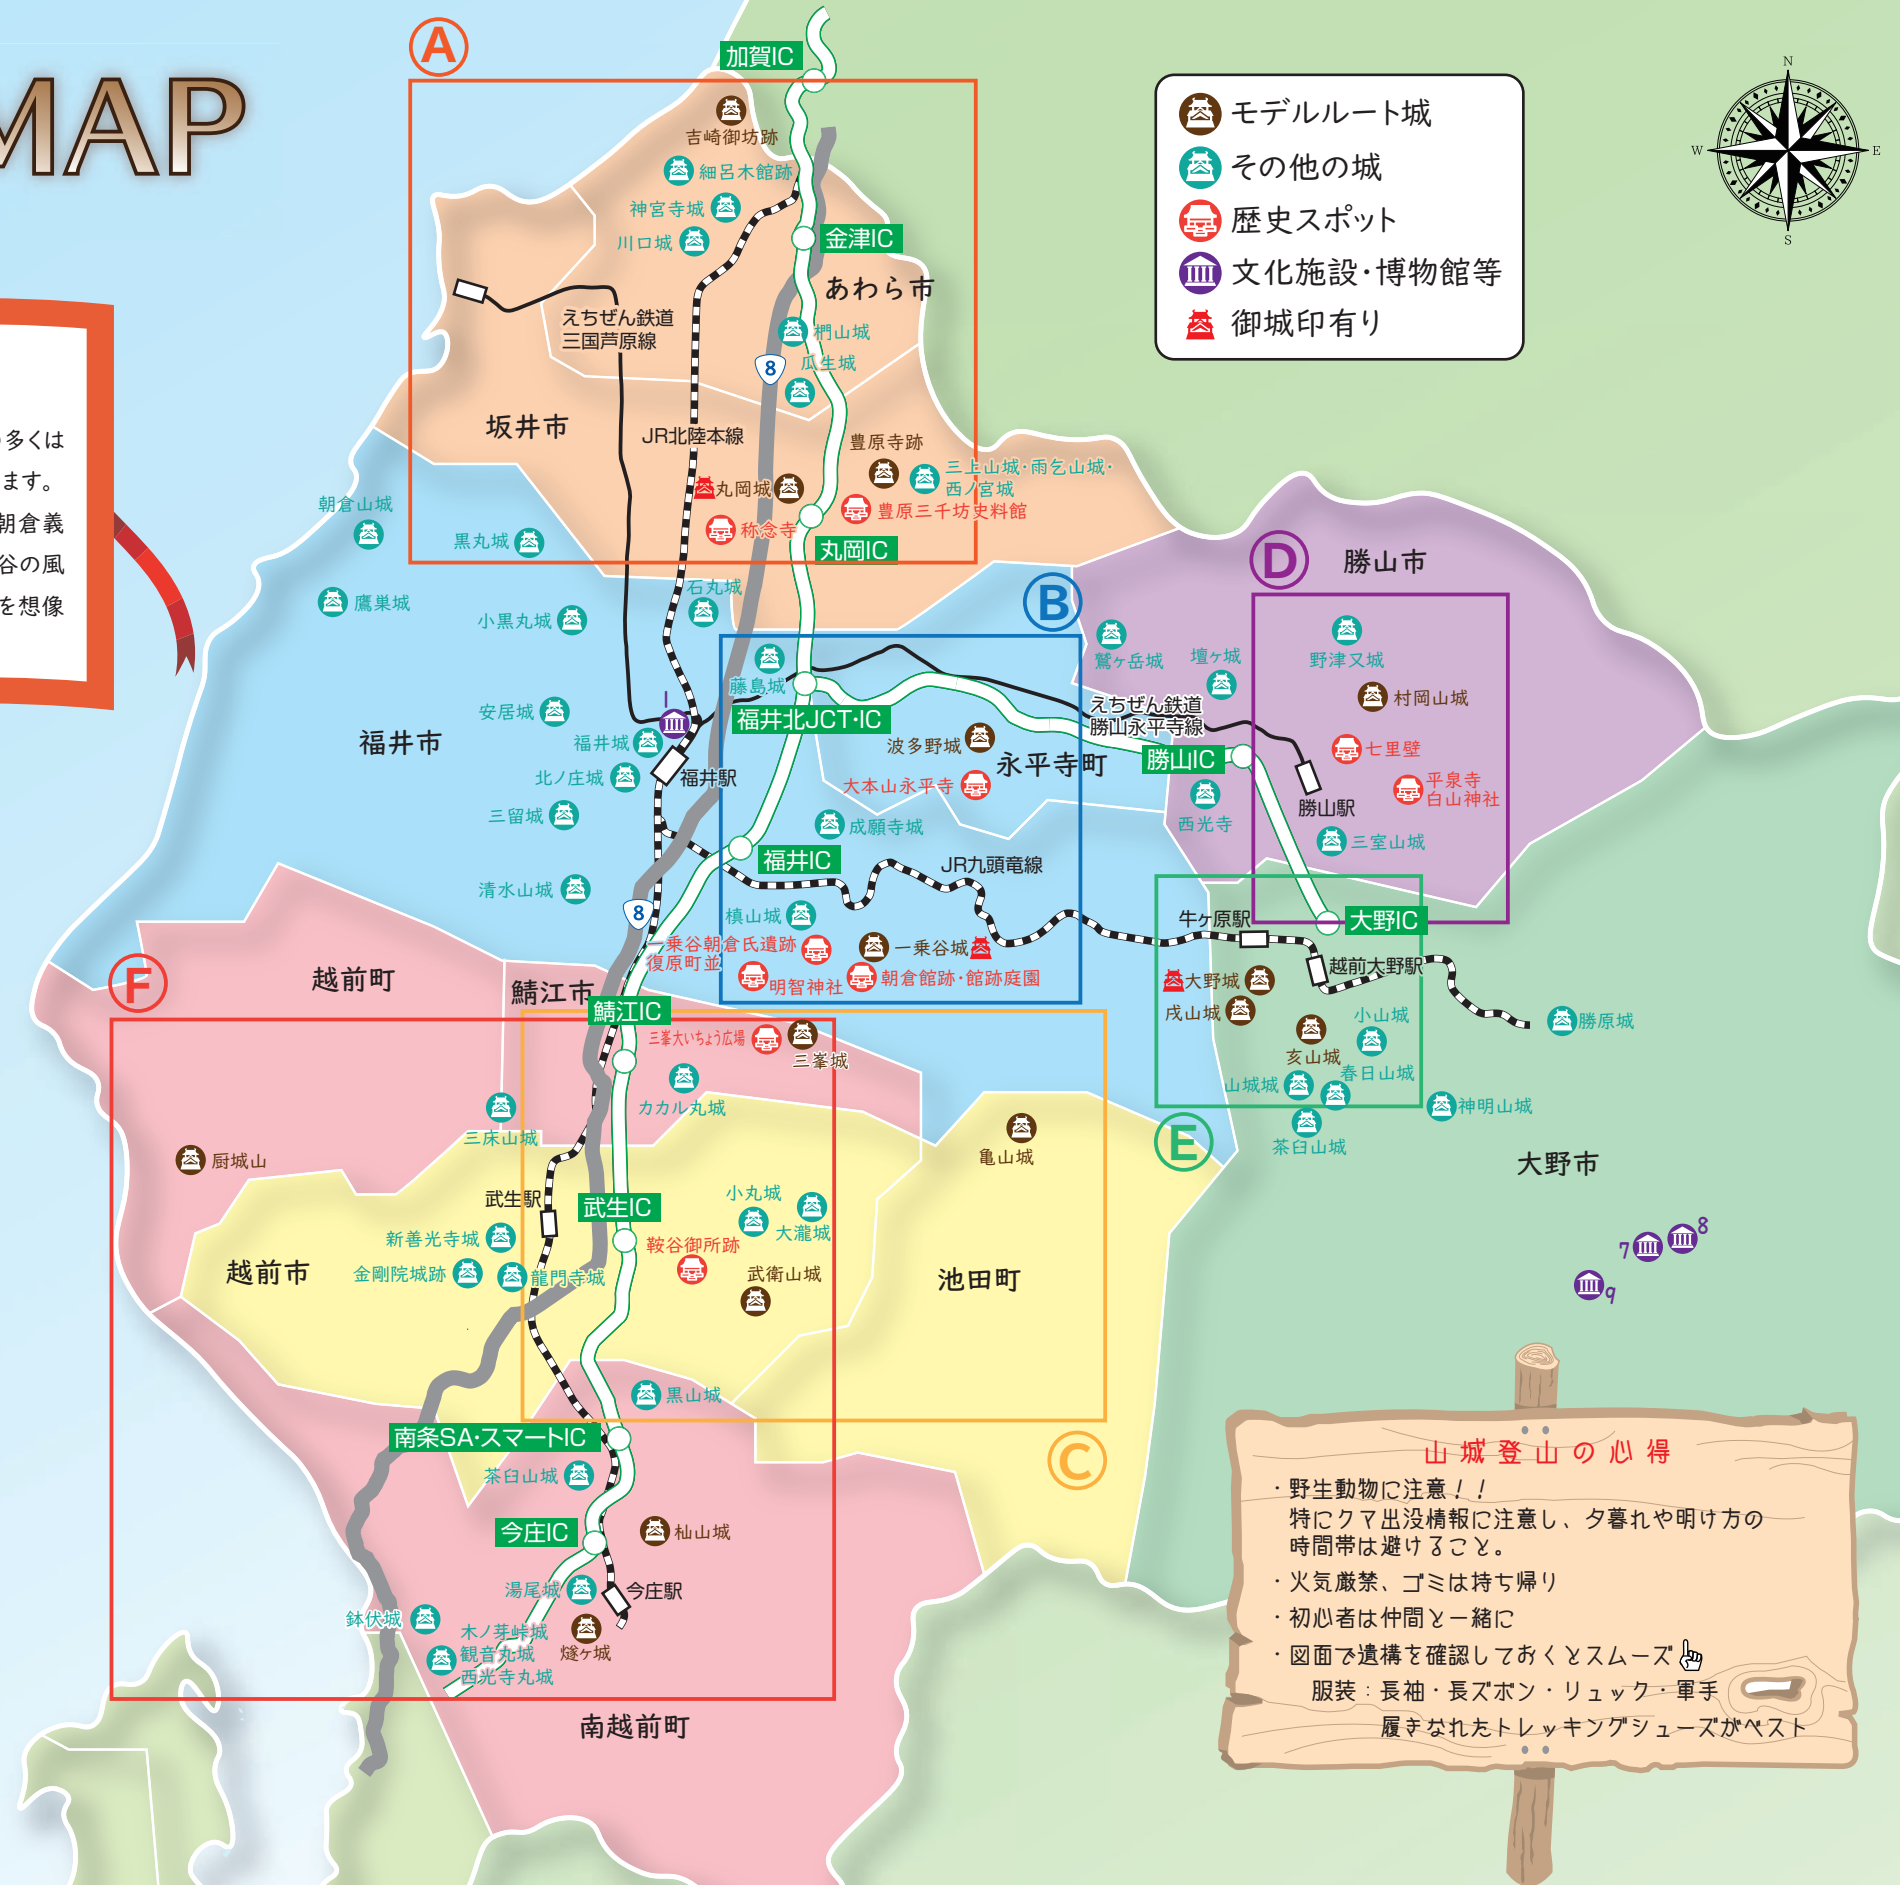 MAP
多くは
ます。
朝倉義
谷の風
を想像
モデルルート城
その他の城
歴史スポット
文化施設・博物館等
御城印有り
N
W
E
S
A
加賀IC
吉崎御坊跡
細呂木館跡
神宮寺城
川口城
金津IC
あわら市
えちぜん鉄道
三国芦原線
椚山城
8
瓜生城
坂井市
JR北陸本線
豊原寺跡
三上山城・雨乞山城・
西ノ宮城
丸岡城
豊原三千坊史料館
称念寺
丸岡IC
朝倉山城
黒丸城
鷹巣城
小黒丸城
石丸城
B
D
勝山市
鷲ヶ岳城
壇ヶ城
野津又城
村岡山城
七里壁
平泉寺
白山神社
藤島城
福井北JCT・IC
えちぜん鉄道
勝山永平寺線
安居城
1
福井市
福井城
北ノ庄城
福井駅
波多野城
永平寺町
勝山IC
大本山永平寺
西光寺
勝山駅
三室山城
三留城
成願寺城
福井IC
JR九頭竜線
清水山城
8
槙山城
牛ヶ原駅
大野IC
一乗谷朝倉氏遺跡
復原町並
一乗谷城
明智神社
朝倉館跡・館跡庭園
越前大野駅
大野城
戌山城
小山城
亥山城
勝原城
春日山城
山城城
神明山城
茶臼山城
E
大野市
F
越前町
鯖江市
鯖江IC
三峯大いちょう広場
三峯城
カカル丸城
三床山城
亀山城
厨城山
武生駅
武生IC
小丸城
大瀧城
新善光寺城
鞍谷御所跡
金剛院城跡
龍門寺城
武衛山城
越前市
池田町
7
8
9
黒山城
南条SA・スマートIC
C
茶臼山城
今庄IC
杣山城
湯尾城
今庄駅
鉢伏城
木ノ芽峠城
観音丸城
西光寺丸城
燧ヶ城
南越前町
山城登山の心得
・野生動物に注意！！
特にクマ出没情報に注意し、夕暮れや明け方の
時間帯は避けること。
・火気厳禁、ゴミは持ち帰り
・初心者は仲間と一緒に
・図面で遺構を確認しておくとスムーズ
服装：長袖・長ズボン・リュック・軍手
履きなれたトレッキングシューズがベスト